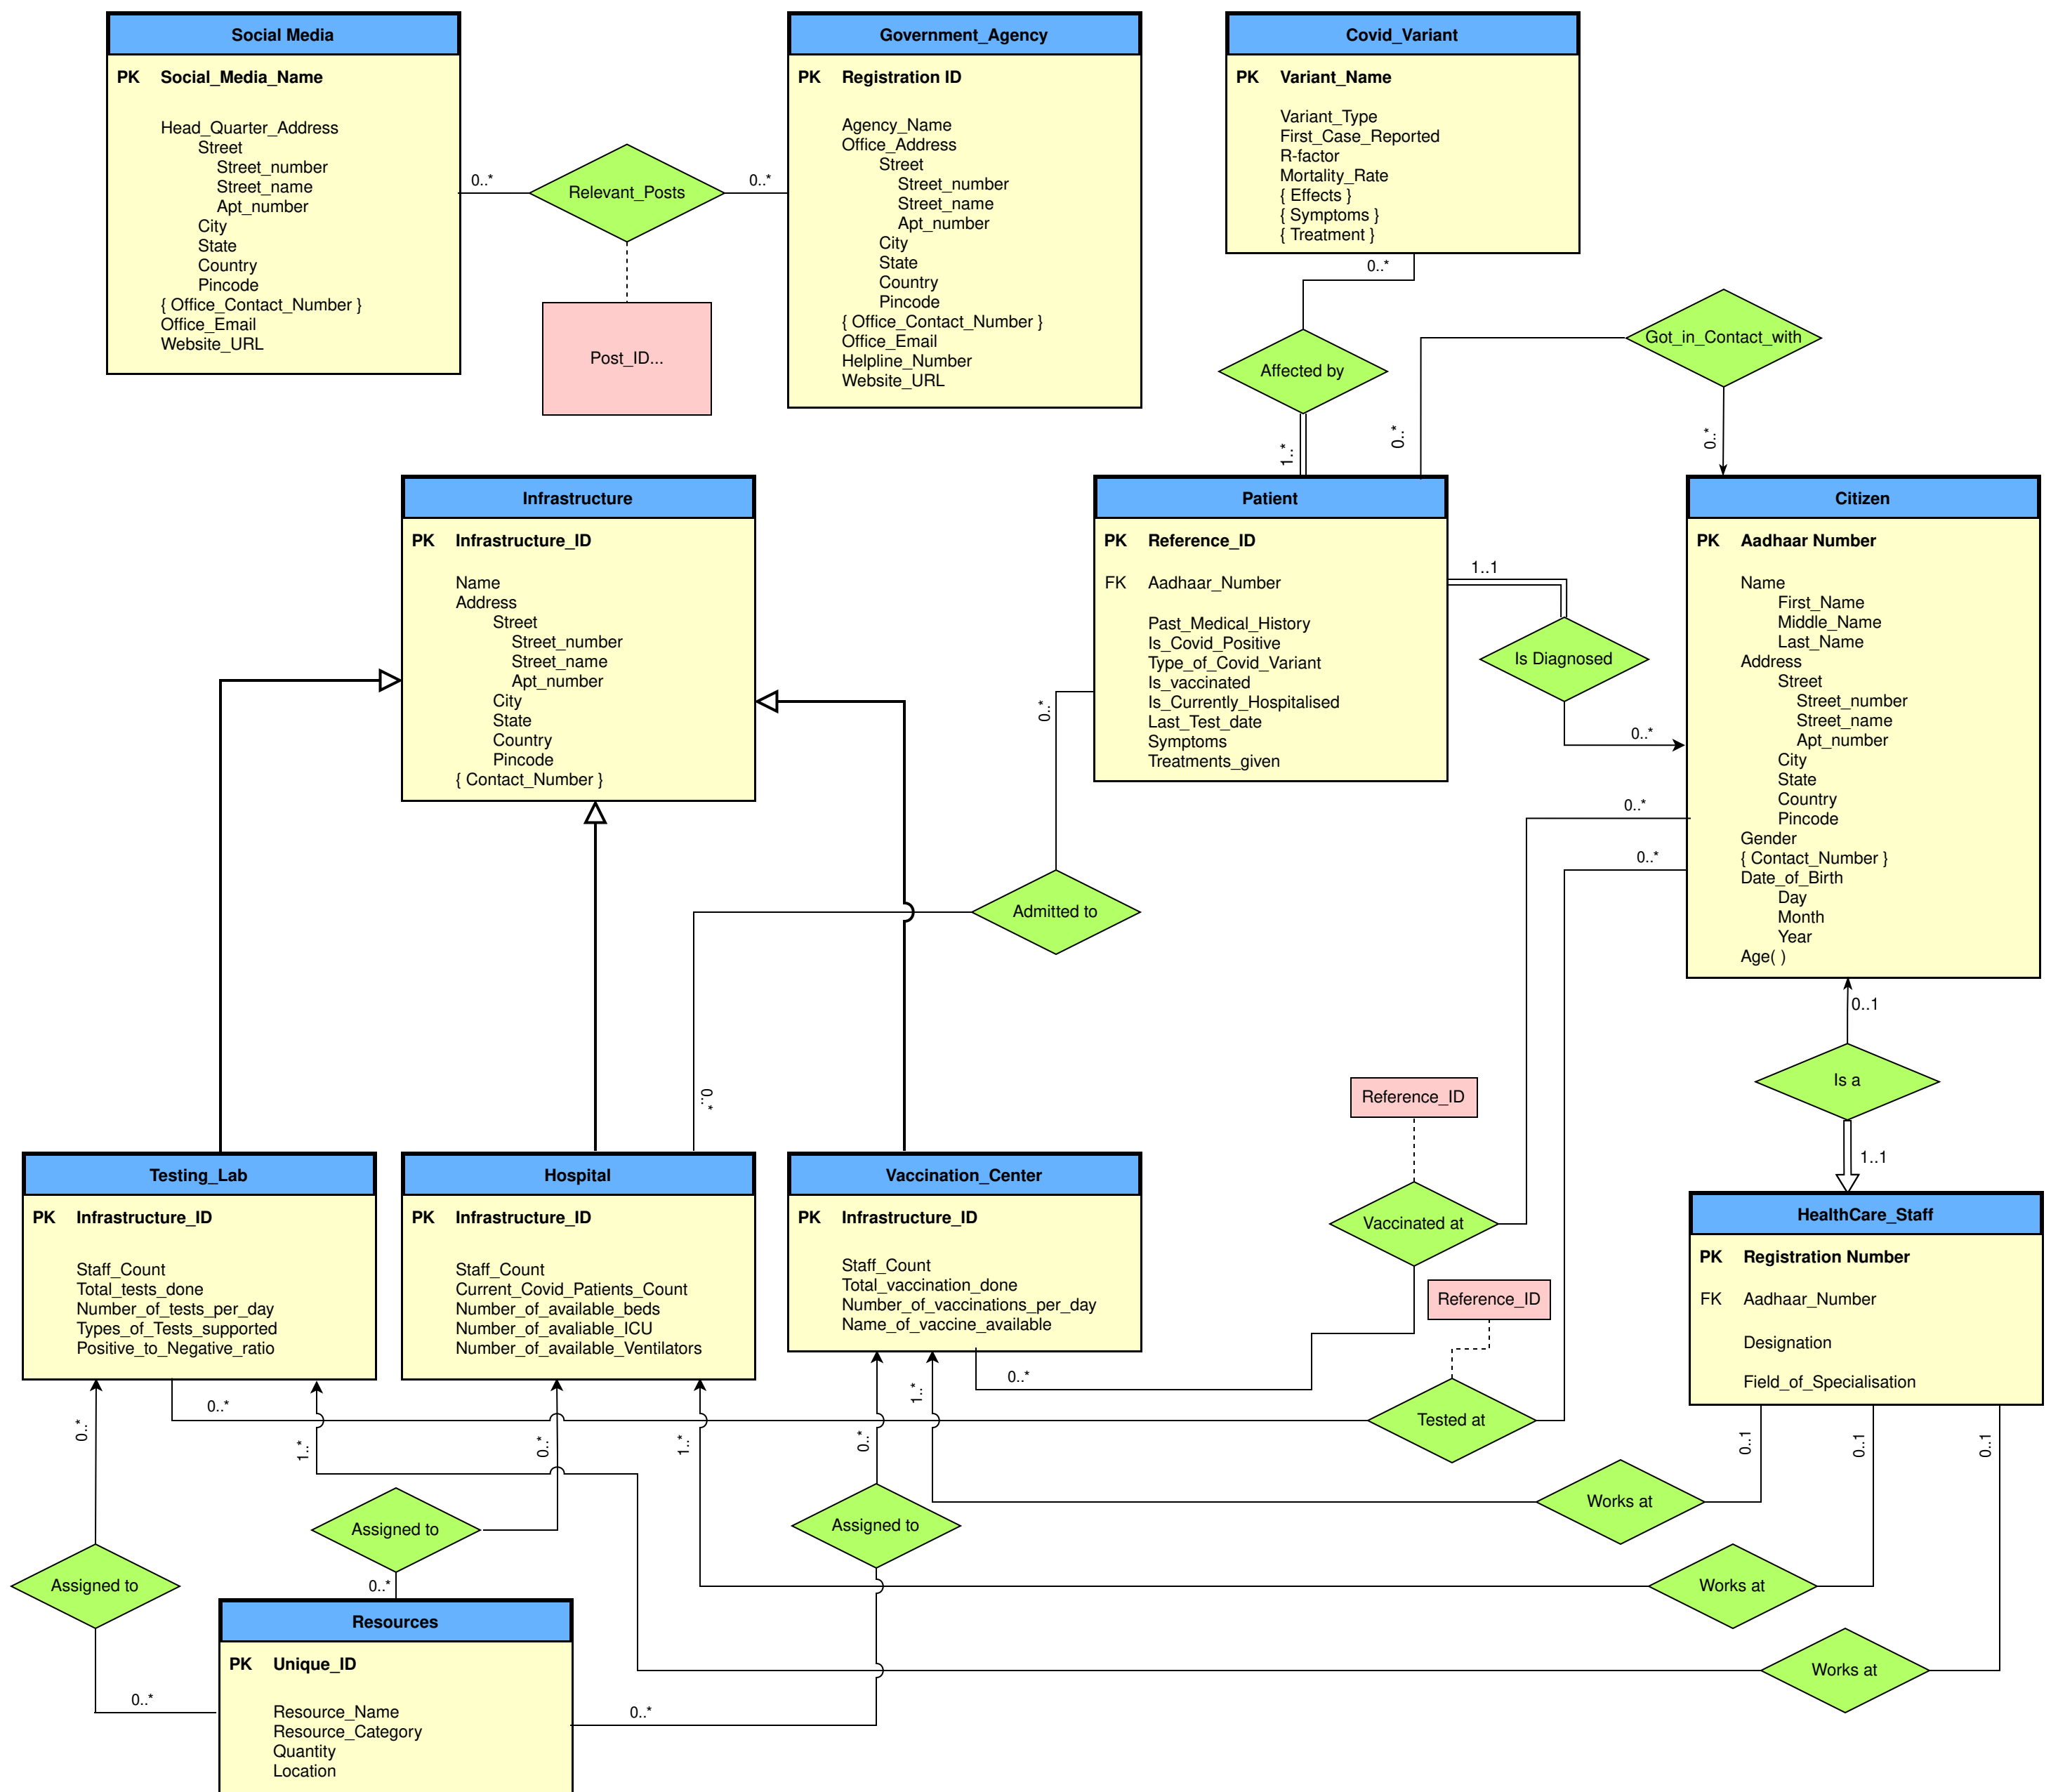 Social Media
PK Social_Media_Name
Head_Quarter_Address
Street
Street_number
Street_name
Apt_number
City
State
Country
Pincode
{ Office_Contact_Number }
Office_Email
Website_URL
0..*
Relevant_Posts
0..*
Post_ID...
Government_Agency
PK Registration ID
Agency_Name
Office_Address
Street
Street_number
Street_name
Apt_number
City
State
Country
Pincode
{ Office_Contact_Number }
Office_Email
Helpline_Number
Website_URL
Covid_Variant
PK Variant_Name
Variant_Type
First_Case_Reported
R-factor
Mortality_Rate
{ Effects }
{ Symptoms }
{ Treatment }
0..*
Affected by
1..*
Got_in_Contact_with
0..*
0..*
Infrastructure
PK Infrastructure_ID
Name
Address
Street
Street_number
Street_name
Apt_number
City
State
Country
Pincode
{ Contact_Number }
Patient
PK Reference_ID
FK Aadhaar_Number
Past_Medical_History
Is_Covid_Positive
Type_of_Covid_Variant
Is_vaccinated
Is_Currently_Hospitalised
Last_Test_date
Symptoms
Treatments_given
1..1
Is Diagnosed
0..*
Citizen
PK Aadhaar Number
Name
First_Name
Middle_Name
Last_Name
Address
Street
Street_number
Street_name
Apt_number
City
State
Country
Pincode
Gender
{ Contact_Number }
Date_of_Birth
Day
Month
Year
Age( )
0..*
0..*
0..*
Admitted to
0..*
0..1
Is a
1..1
Reference_ID
Vaccinated at
0..*
Reference_ID
Tested at
0..*
Testing_Lab
PK Infrastructure_ID
Staff_Count
Total_tests_done
Number_of_tests_per_day
Types_of_Tests_supported
Positive_to_Negative_ratio
Hospital
PK Infrastructure_ID
Staff_Count
Current_Covid_Patients_Count
Number_of_available_beds
Number_of_avaliable_ICU
Number_of_available_Ventilators
Vaccination_Center
PK Infrastructure_ID
Staff_Count
Total_vaccination_done
Number_of_vaccinations_per_day
Name_of_vaccine_available
HealthCare_Staff
PK Registration Number
FK Aadhaar_Number
Designation
Field_of_Specialisation
0..*
1..*
0..*
1..*
0..*
1..*
0..1
0..1
0..1
Works at
Works at
Works at
Assigned to
Assigned to
Assigned to
0..*
0..*
0..*
Resources
PK Unique_ID
Resource_Name
Resource_Category
Quantity
Location